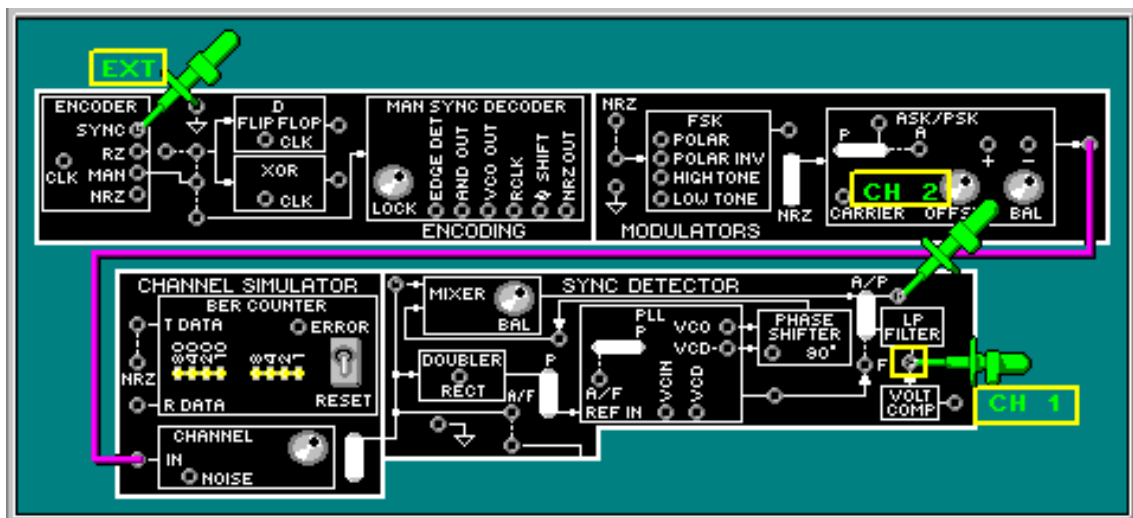 EXT
ENCODER
SYNC
RZ
CLK MAN
NRZ
D
FLIP FLOP
CLK
XOR
CLK
MAN SYNC DECODER
LOCK
EDGE DET
AND OUT
VCO OUT
RCLK
Φ SHIFT
NRZ OUT
ENCODING
NRZ
FSK
POLAR
POLAR INV
HIGH TONE
LOW TONE
NRZ
MODULATORS
ASK/PSK
P A
+ -
CH 2
CARRIER
BAL
CHANNEL SIMULATOR
BER COUNTER
T DATA
ERROR
8421
NRZ
R DATA
RESET
CHANNEL
IN
NOISE
SYNC DETECTOR
MIXER
BAL
DOUBLER
RECT
P
A/F
PLL
P
VCO
VCO-
A/F
REF IN
VCIN
VCO
PHASE
SHIFTER
90°
A/P
LP
FILTER
F
VOLT
COMP
CH 1